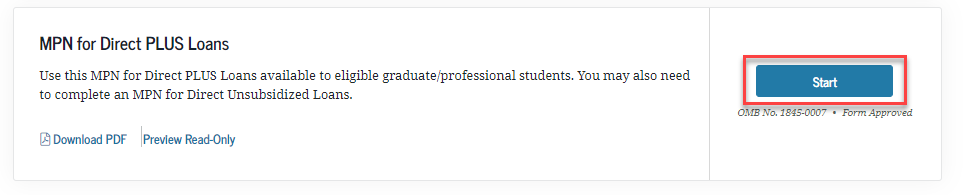 MPN for Direct PLUS Loans
Use this MPN for Direct PLUS Loans available to eligible graduate/professional students. You may also need
to complete an MPN for Direct Unsubsidized Loans.
Download PDF Preview Read-Only
Start
OMB No. 1845-0007 • Form Approved